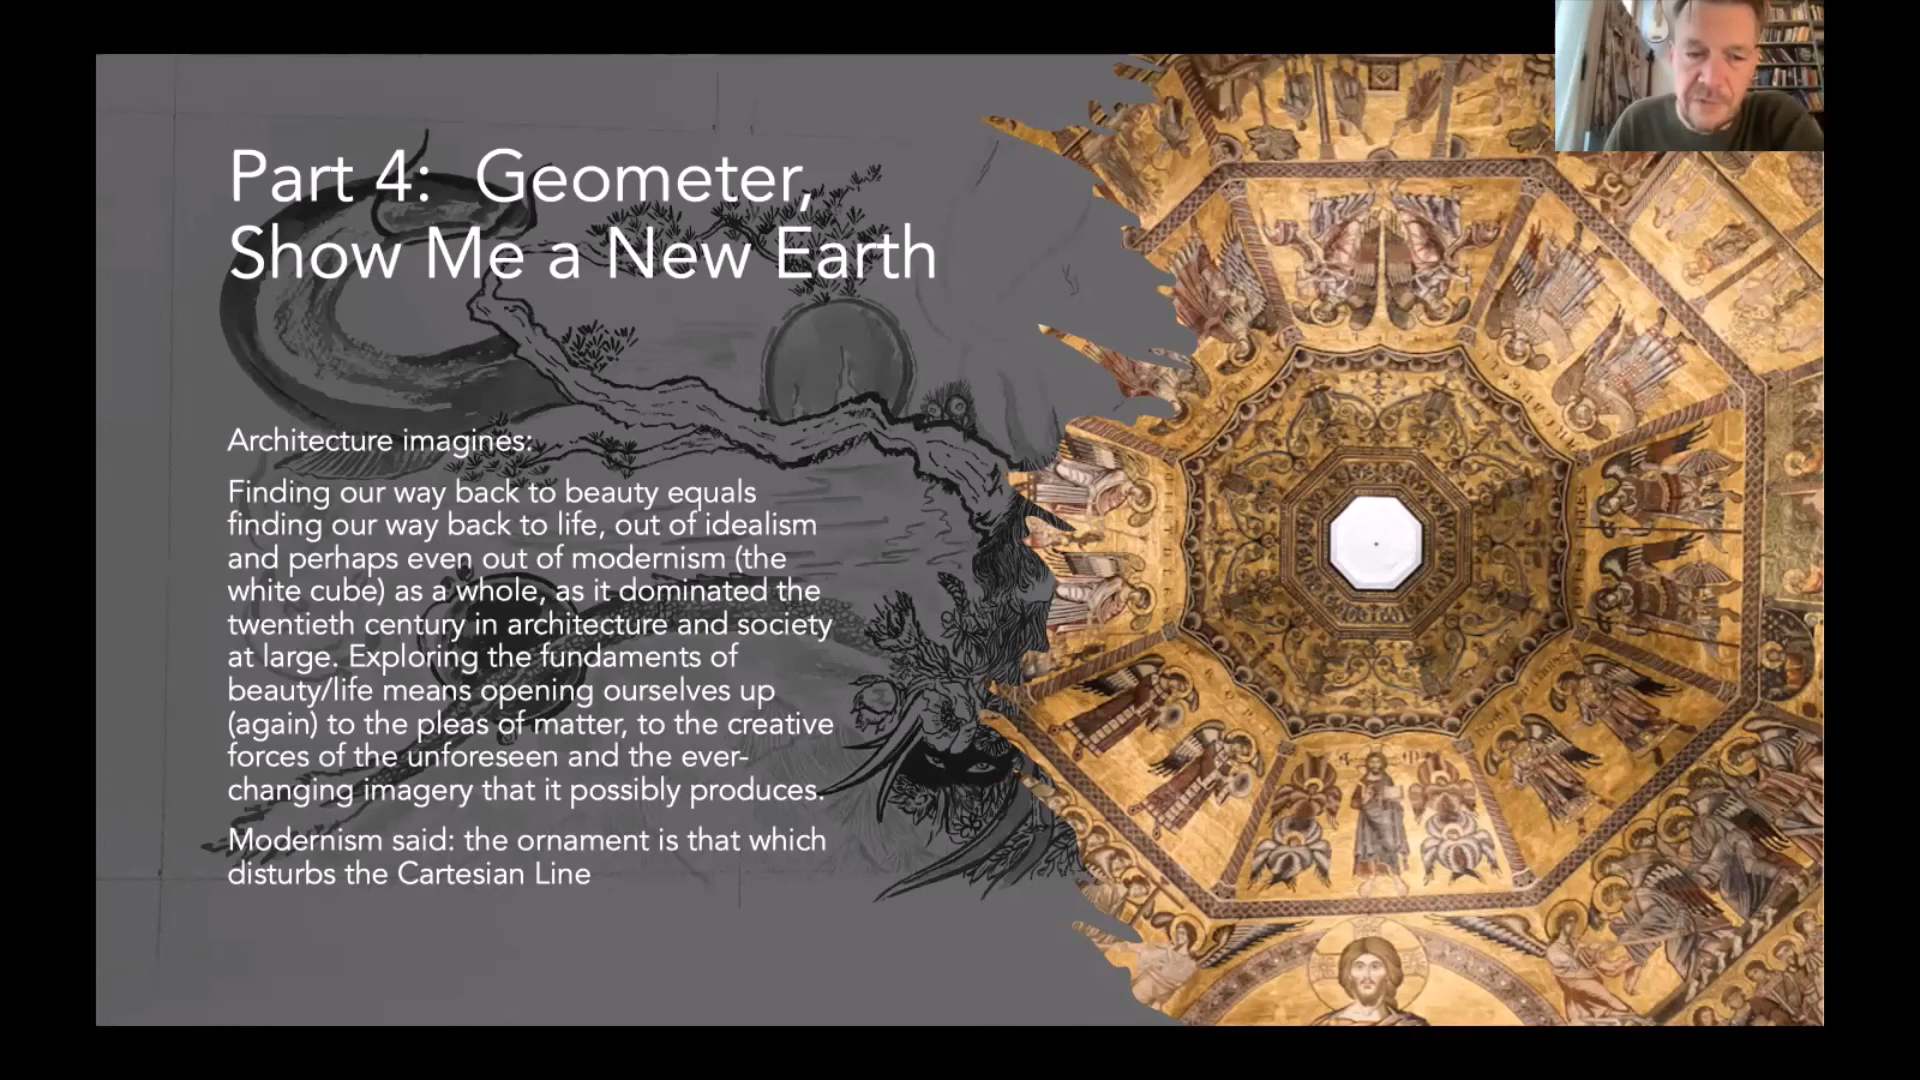 Part 4: Geometer,
Show Me a New Earth
Architecture imagines:
Finding our way back to beauty equals
finding our way back to life, out of idealism
and perhaps even out of modernism (the
white cube) as a whole, as it dominated the
twentieth century in architecture and society
at large. Exploring the fundaments of
beauty/life means opening ourselves up
(again) to the pleas of matter, to the creative
forces of the unforeseen and the ever-
changing imagery that it possibly produces.
Modernism said: the ornament is that which
disturbs the Cartesian Line